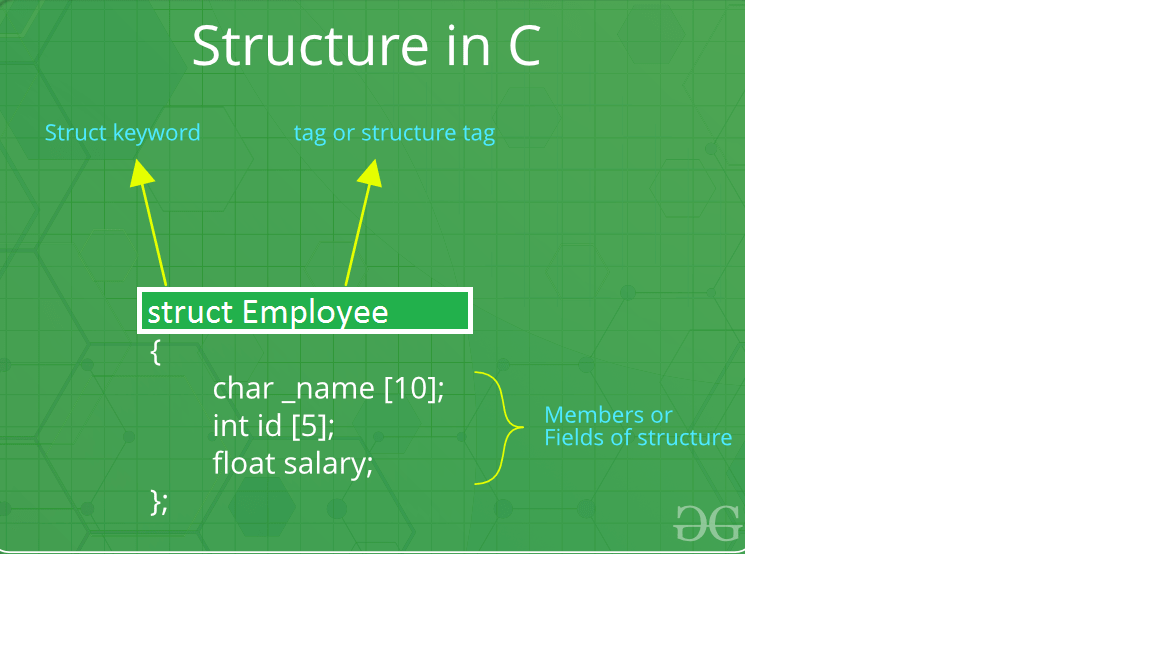 Structure in C
Struct keyword
tag or structure tag
struct Employee
{
char _name [10];
int id [5];
float salary;
};
Members or
Fields of structure
GG